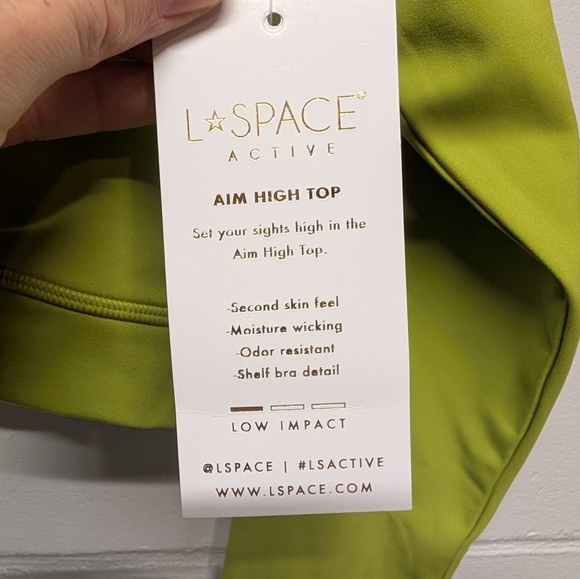 L☆SPACE®
ACTIVE
AIM HIGH TOP
Set your sights high in the
Aim High Top.
-Second skin feel
-Moisture wicking
-Odor resistant
-Shelf bra detail
LOW IMPACT
@LSPACE | #LSACTIVE
WWW.LSPACE.COM